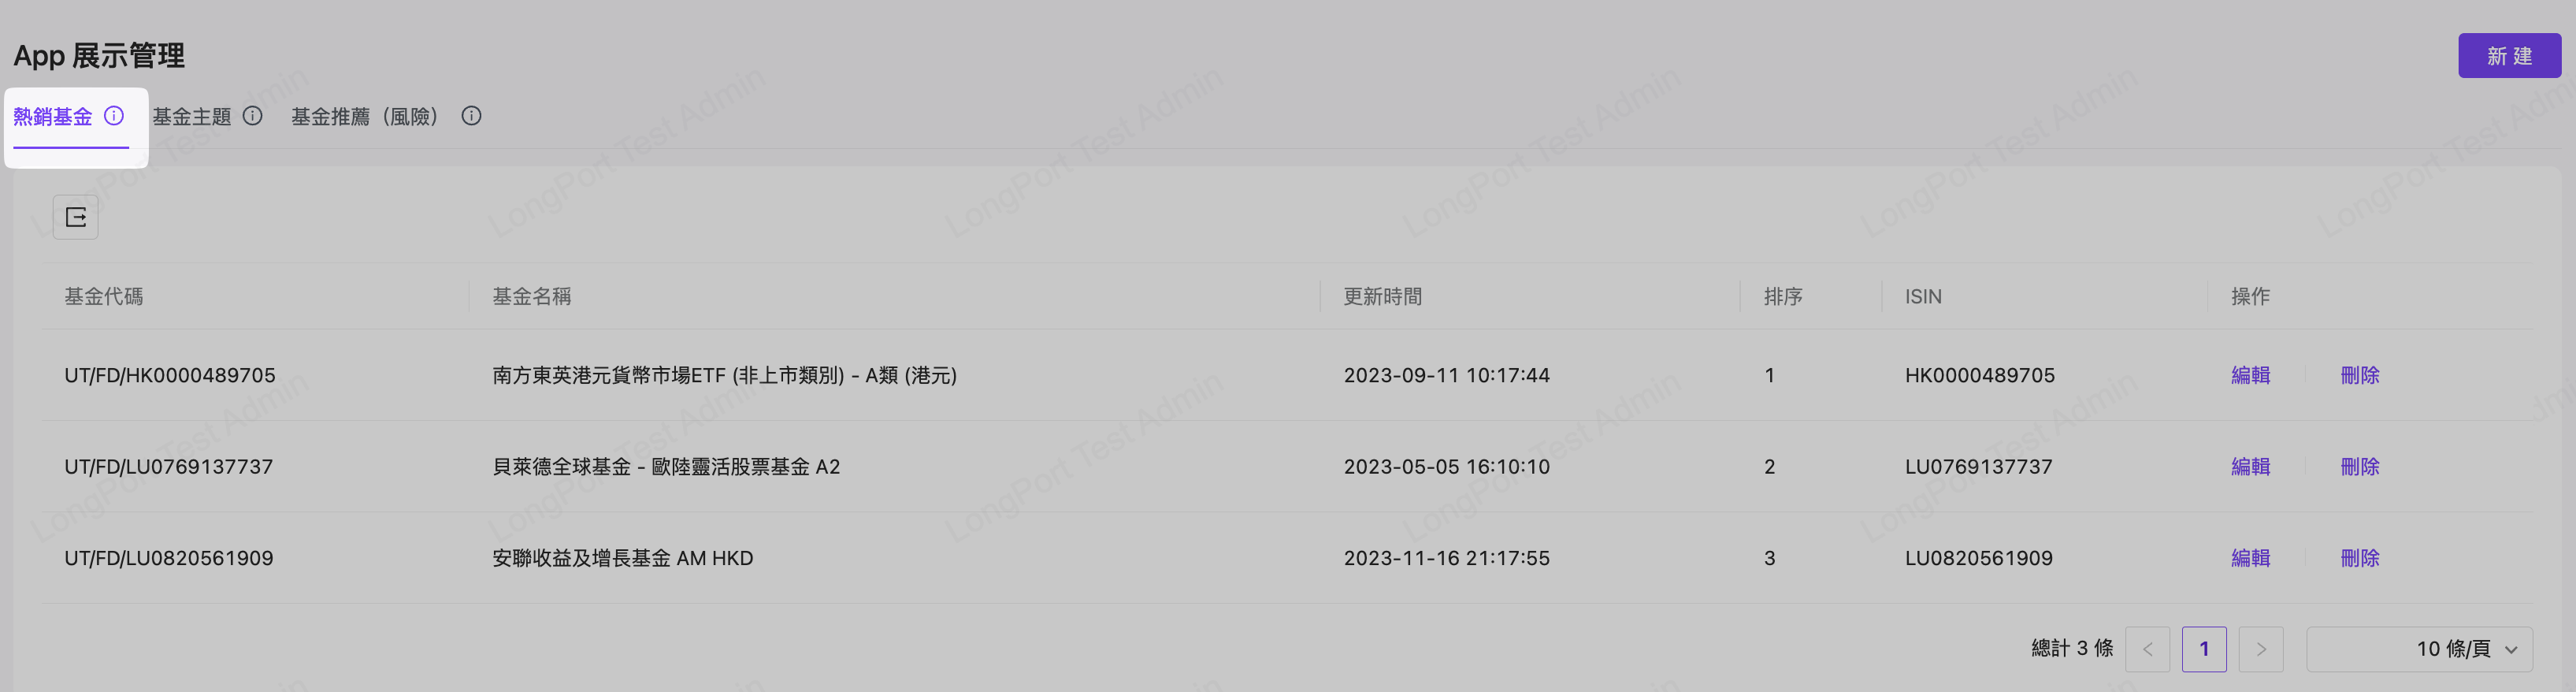 App 展示管理
新 建
熱銷基金 基金主題 基金推薦（風險）
基金代碼 基金名稱 更新時間 排序 ISIN 操作
UT/FD/HK0000489705 南方東英港元貨幣市場ETF (非上市類別) - A類 (港元) 2023-09-11 10:17:44 1 HK0000489705 編輯 刪除
UT/FD/LU0769137737 貝萊德全球基金 - 歐陸靈活股票基金 A2 2023-05-05 16:10:10 2 LU0769137737 編輯 刪除
UT/FD/LU0820561909 安聯收益及增長基金 AM HKD 2023-11-16 21:17:55 3 LU0820561909 編輯 刪除
總計 3 條 < 1 > 10 條/頁
LongPort Test Admin